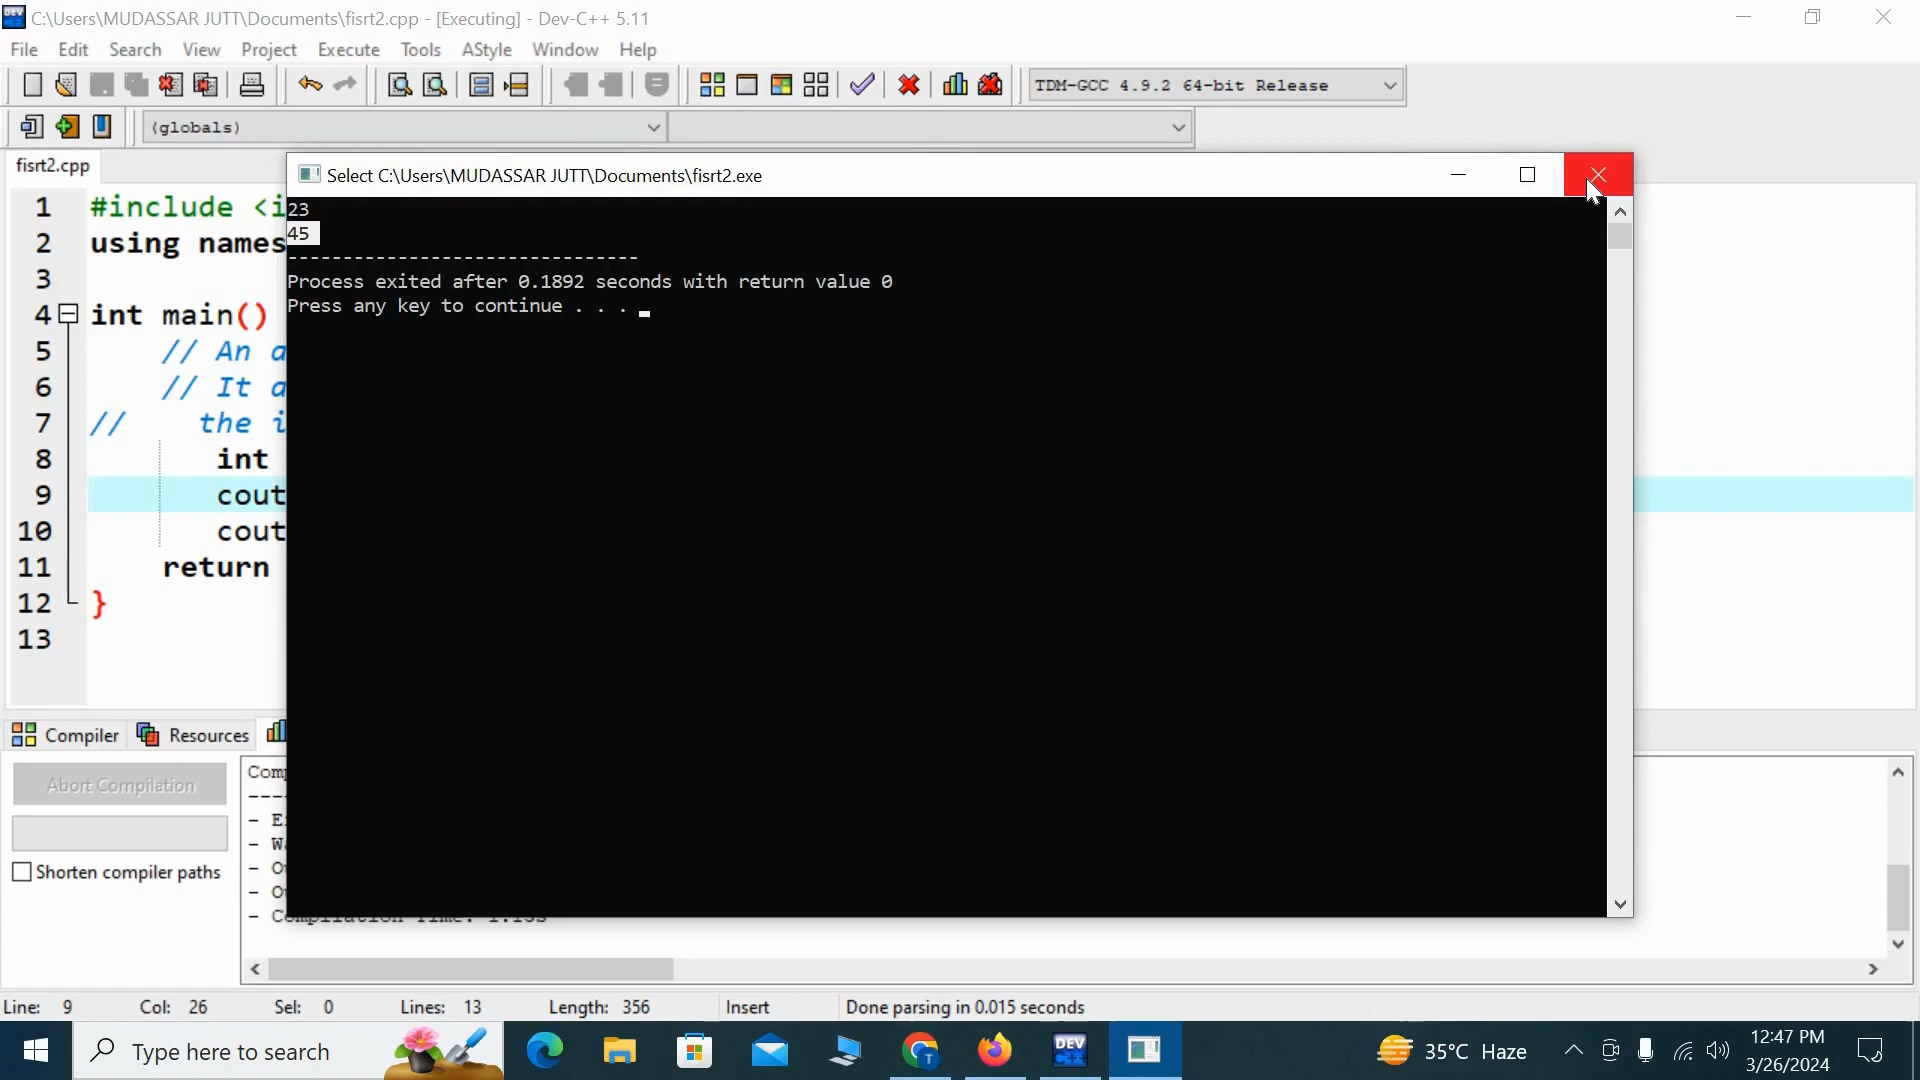 C:\Users\MUDASSAR JUTT\Documents\fisrt2.cpp - [Executing] - Dev-C++ 5.11
File Edit Search View Project Execute Tools AStyle Window Help
TDM-GCC 4.9.2 64-bit Release
(globals)
fisrt2.cpp
Select C:\Users\MUDASSAR JUTT\Documents\fisrt2.exe
23
45
--------------------------------
Process exited after 0.1892 seconds with return value 0
Press any key to continue . . .
1 #include <i
2 using names
3
4 int main()
5 // An a
6 // It a
7 // the i
8 int
9 cout
10 cout
11 return
12 }
13
Compiler Resources
Abort Compilation
Shorten compiler paths
Com
- Compilation Time: 1.13s
Line: 9 Col: 26 Sel: 0 Lines: 13 Length: 356 Insert Done parsing in 0.015 seconds
Type here to search
DEV C++
35°C Haze
12:47 PM
3/26/2024